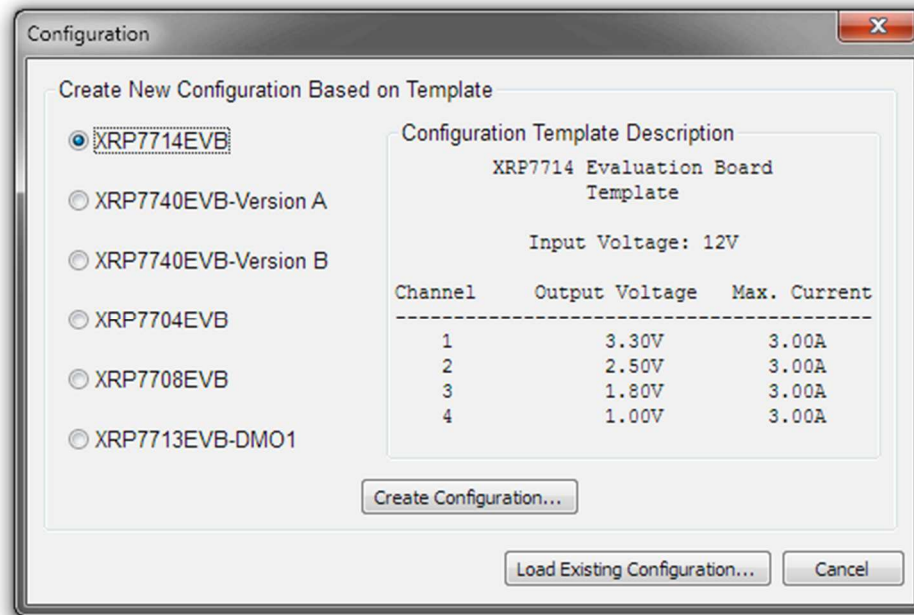 Configuration
Create New Configuration Based on Template
XRP7714EVB
XRP7740EVB-Version A
XRP7740EVB-Version B
XRP7704EVB
XRP7708EVB
XRP7713EVB-DMO1
Configuration Template Description
XRP7714 Evaluation Board
Template
Input Voltage: 12V
Channel Output Voltage Max. Current
----------------------------------------
1 3.30V 3.00A
2 2.50V 3.00A
3 1.80V 3.00A
4 1.00V 3.00A
Create Configuration...
Load Existing Configuration...
Cancel